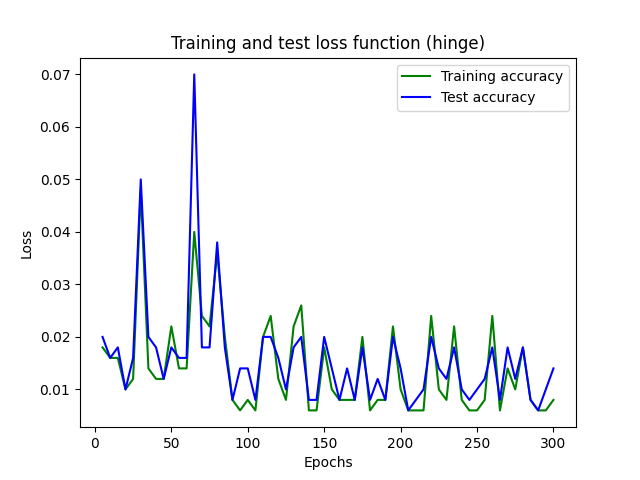 Training and test loss function (hinge)
Training accuracy
Test accuracy
0.07
0.06
0.05
0.04
0.03
0.02
0.01
Loss
0
50
100
150
200
250
300
Epochs